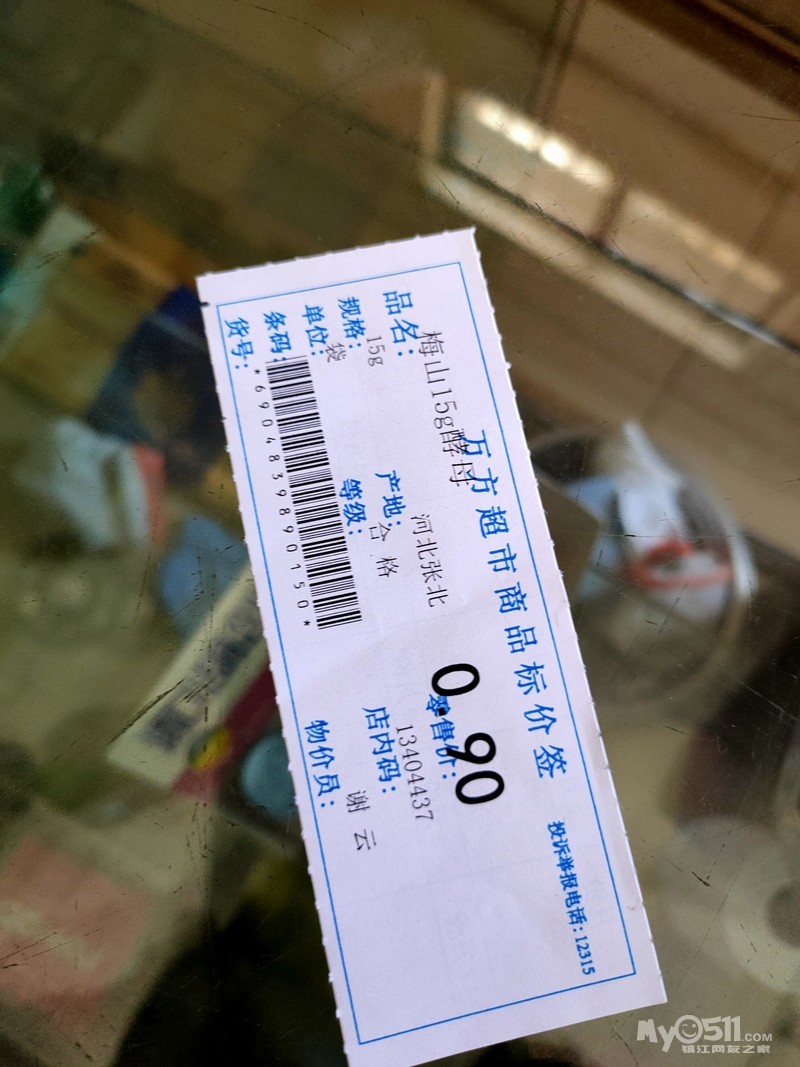 万方超市商品标价签
投诉举报电话:12315
品名: 梅山15g酵母
规格: 15g
产地: 河北张北
零售价: 0.90
单位: 袋
等级: 合格
店内码: 13404437
条码:
*6904839890150*
物价员: 谢云
货号:
My0511.COM
镇江网友之家